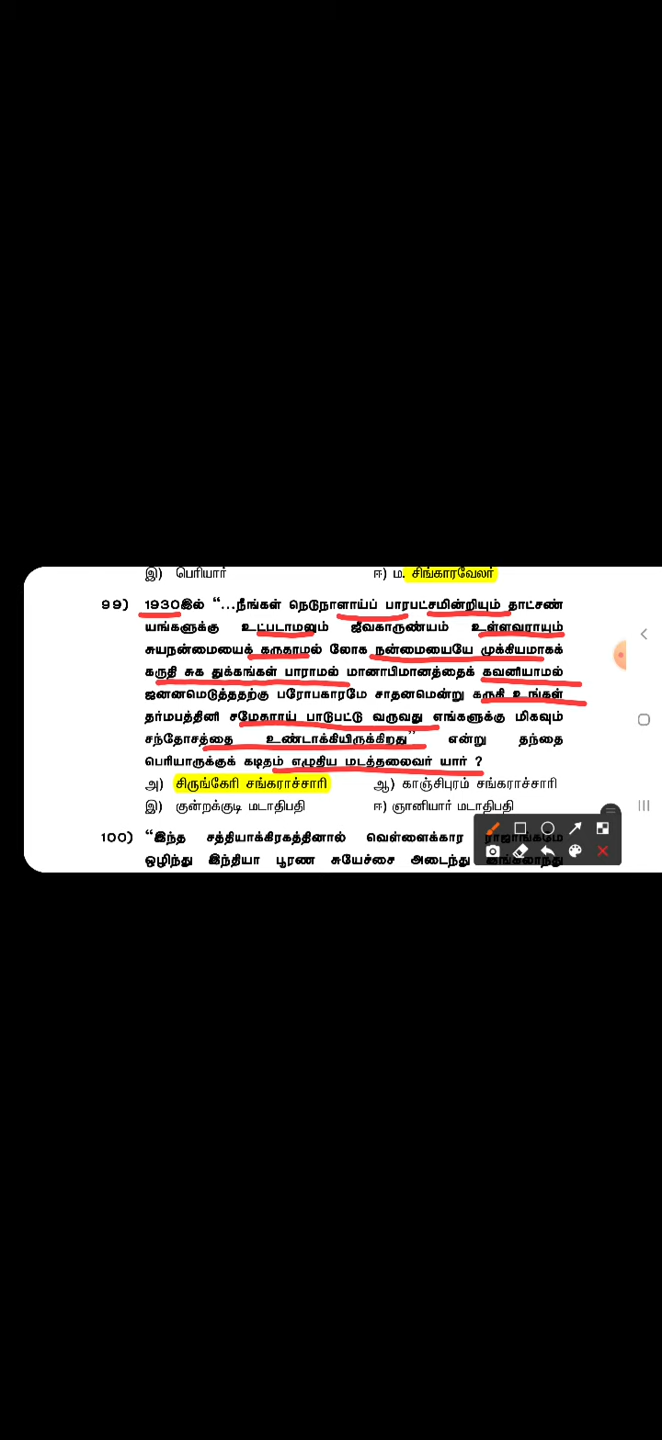 இ) பெரியார் ஈ) ம. சிங்காரவேலர்
99) 1930இல் “...நீங்கள் நெடுநாளாய்ப் பாரபட்சமின்றியும் தாட்சண்
யங்களுக்கு உட்படாமலும் ஜீவகாருண்யம் உள்ளவராயும்
சுயநன்மையைக் கருதாமல் லோக நன்மையையே முக்கியமாகக்
கருதி சுக துக்கங்கள் பாராமல் மானாபிமானத்தைக் கவனியாமல்
ஜனனமெடுத்ததற்கு பரோபகாரமே சாதனமென்று கருதி உங்கள்
தர்மபத்தினி சமேதராய் பாடுபட்டு வருவது எங்களுக்கு மிகவும்
சந்தோசத்தை உண்டாக்கியிருக்கிறது” என்று தந்தை
பெரியாருக்குக் கடிதம் எழுதிய மடத்தலைவர் யார் ?
அ) சிருங்கேரி சங்கராச்சாரி ஆ) காஞ்சிபுரம் சங்கராச்சாரி
இ) குன்றக்குடி மடாதிபதி ஈ) ஞானியார் மடாதிபதி
100) “இந்த சத்தியாக்கிரகத்தினால் வெள்ளைக்கார ராஜாங்கமே
ஒழிந்து இந்தியா பூரண சுயேச்சை அடைந்து